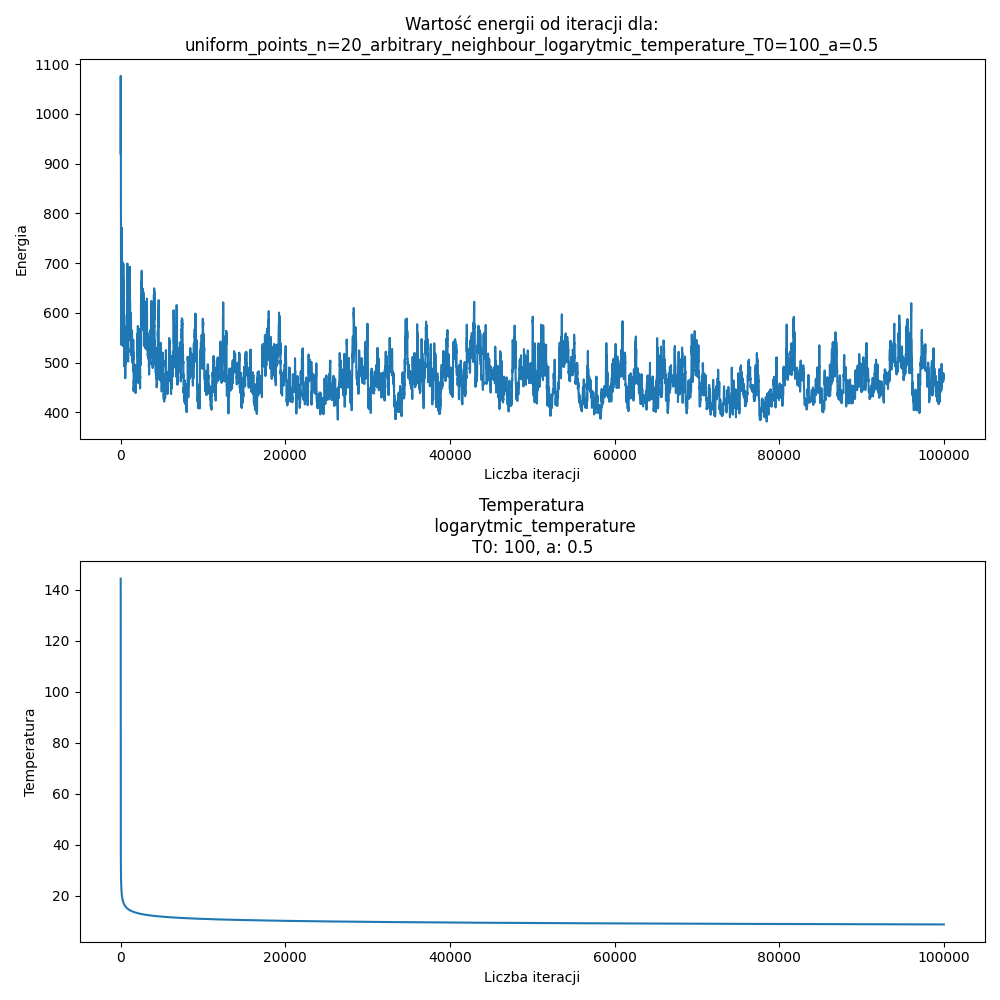 Wartość energii od iteracji dla:
uniform_points_n=20_arbitrary_neighbour_logarytmic_temperature_T0=100_a=0.5
1100
1000
900
800
700
600
500
400
Energia
0 20000 40000 60000 80000 100000
Liczba iteracji
Temperatura
logarytmic_temperature
T0: 100, a: 0.5
140
120
100
80
60
40
20
Temperatura
0 20000 40000 60000 80000 100000
Liczba iteracji